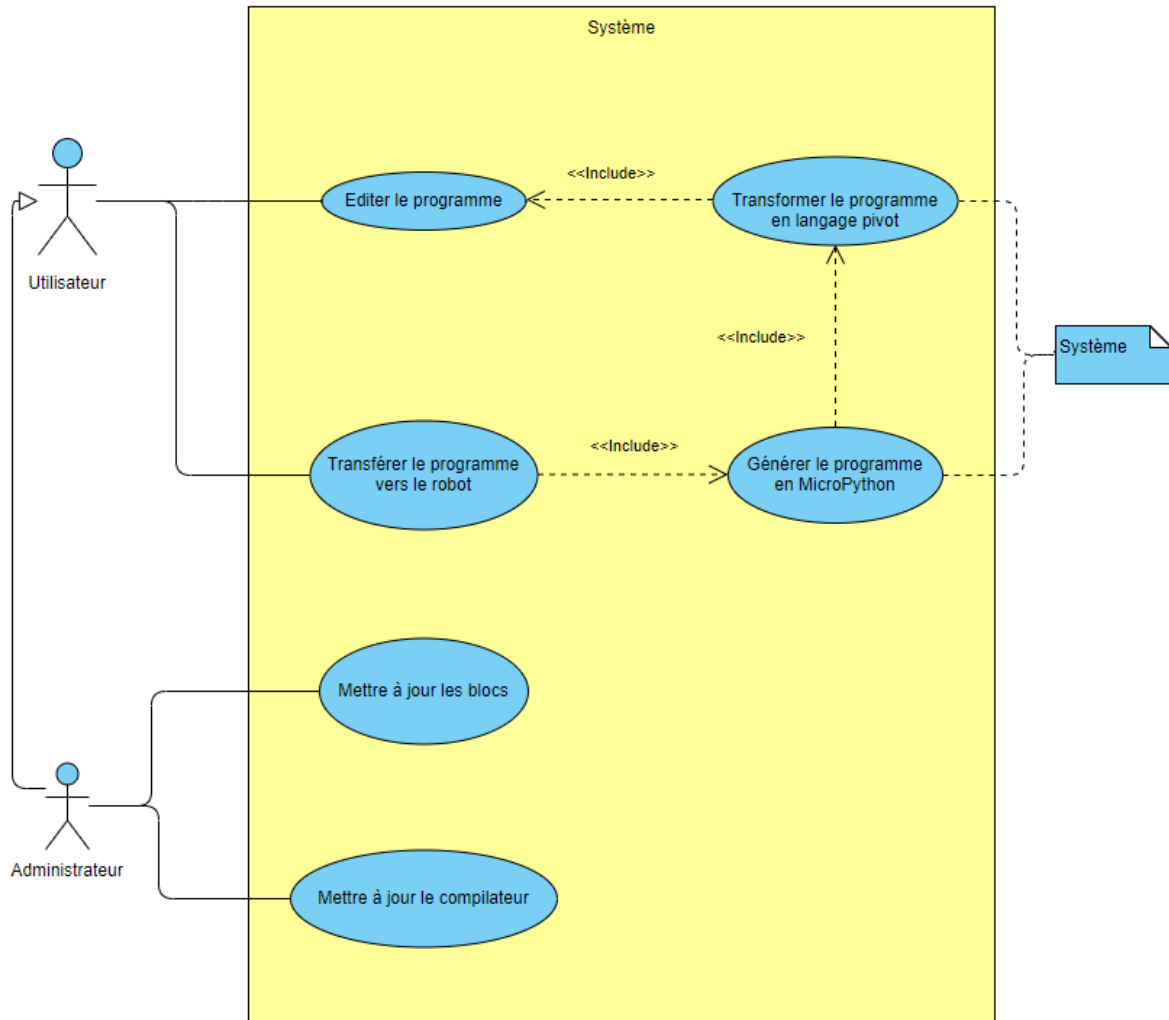 Système
<<Include>>
Editer le programme
Transformer le programme
en langage pivot
Utilisateur
<<Include>>
Système
<<Include>>
Transférer le programme
vers le robot
Générer le programme
en MicroPython
Mettre à jour les blocs
Administrateur
Mettre à jour le compilateur